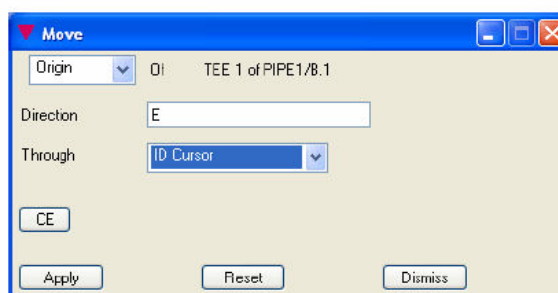 Move
Origin Of TEE 1 of PIPE1/B.1
Direction E
Through ID Cursor
CE
Apply Reset Dismiss